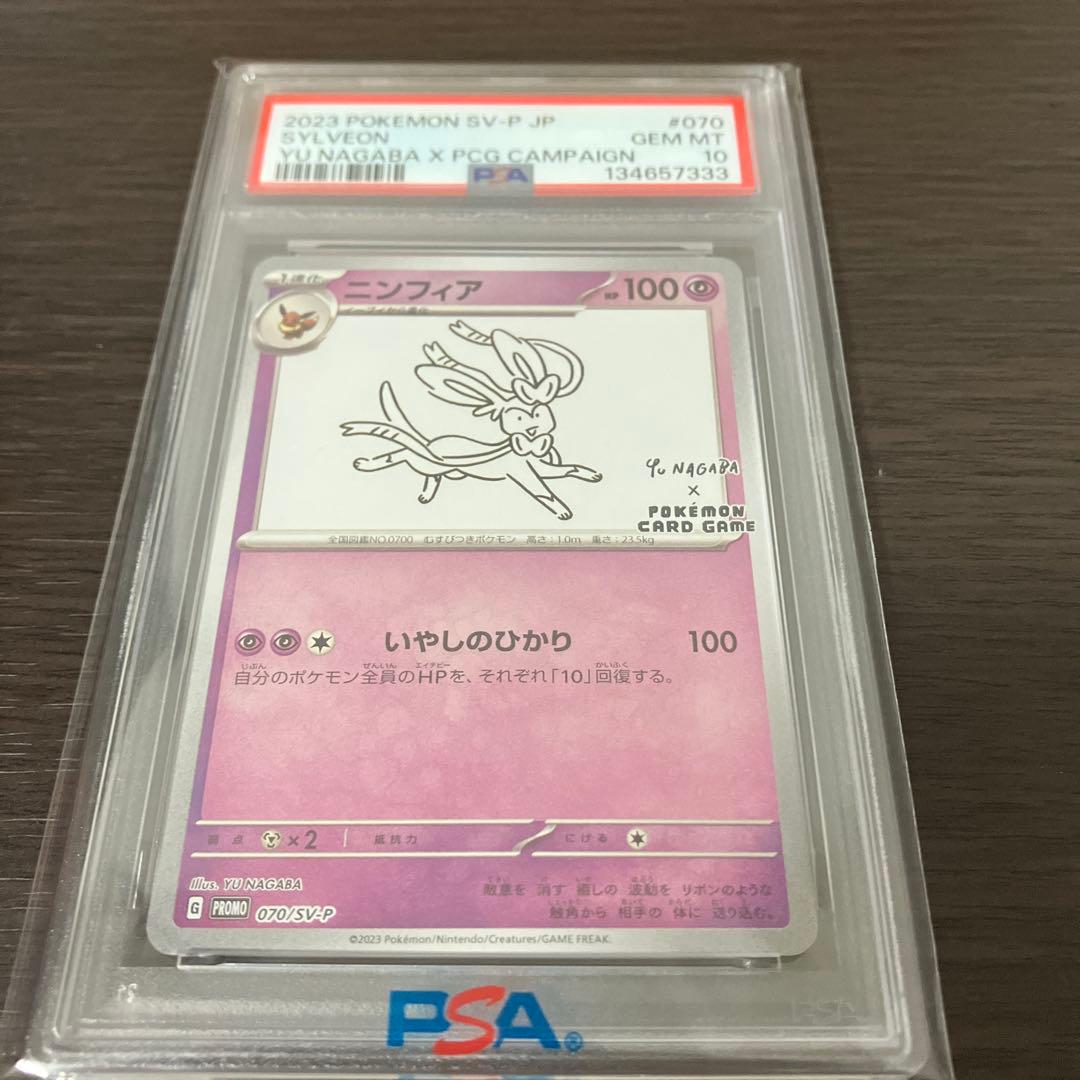 2023 POKEMON SV-P JP #070
SYLVEON GEM MT
YU NAGABA X PCG CAMPAIGN 10
PSA 134657333
1進化 ニンフィア HP 100
イーブイから進化
YU NAGABA
×
POKÉMON
CARD GAME
全国図鑑NO.0700 むすびつきポケモン 高さ:1.0m 重さ:23.5kg
いやしのひかり 100
自分のポケモン全員のHPを、それぞれ「10」回復する。
弱点 ×2 抵抗力 にげる
Illus. YU NAGABA
敵意を 消す 癒しの 波動を リボンのような
触角から 相手の 体に 送り込む。
G PROMO 070/SV-P
©2023 Pokémon/Nintendo/Creatures/GAME FREAK.
PSA
PSA®